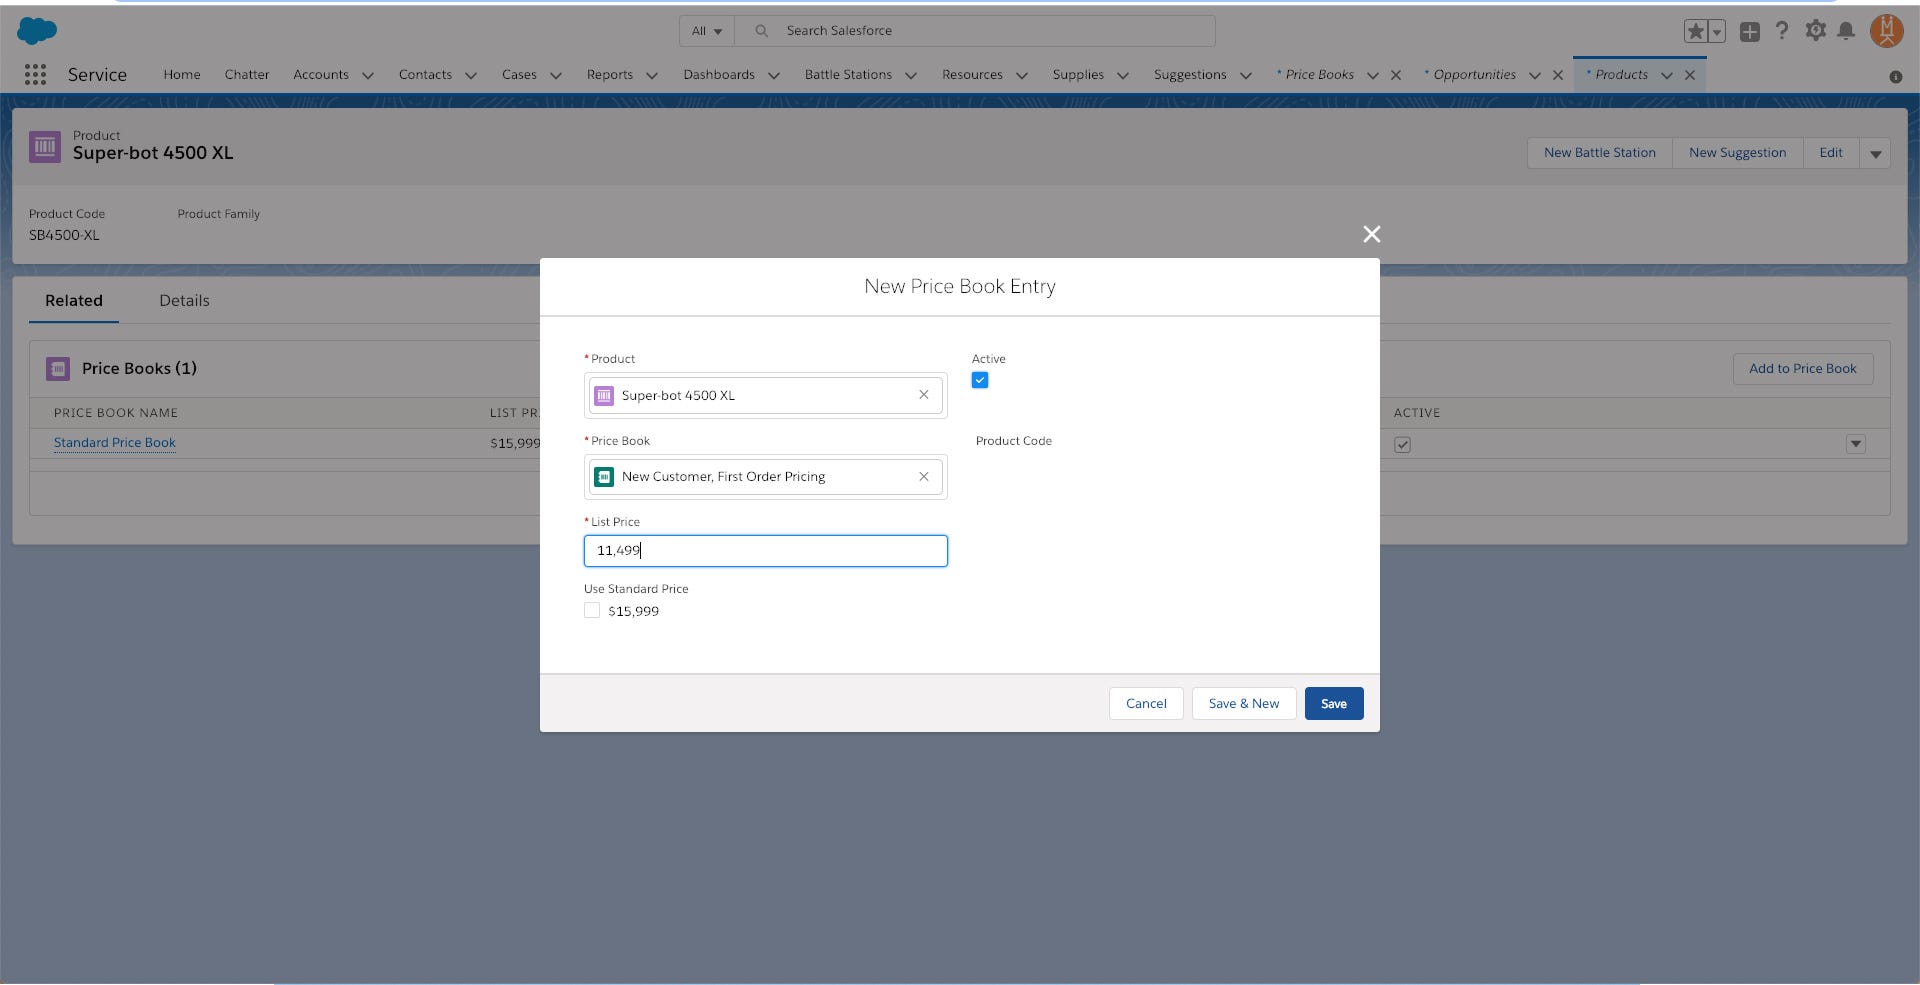 All
Search Salesforce
Service Home Chatter Accounts Contacts Cases Reports Dashboards Battle Stations Resources Supplies Suggestions * Price Books * Opportunities * Products
Product
Super-bot 4500 XL
New Battle Station New Suggestion Edit
Product Code Product Family
SB4500-XL
New Price Book Entry
Related Details
Price Books (1)
Add to Price Book
PRICE BOOK NAME LIST PR ACTIVE
Standard Price Book $15,999
* Product
Active
Super-bot 4500 XL
* Price Book
Product Code
New Customer, First Order Pricing
* List Price
11,499
Use Standard Price
$15,999
Cancel Save & New Save